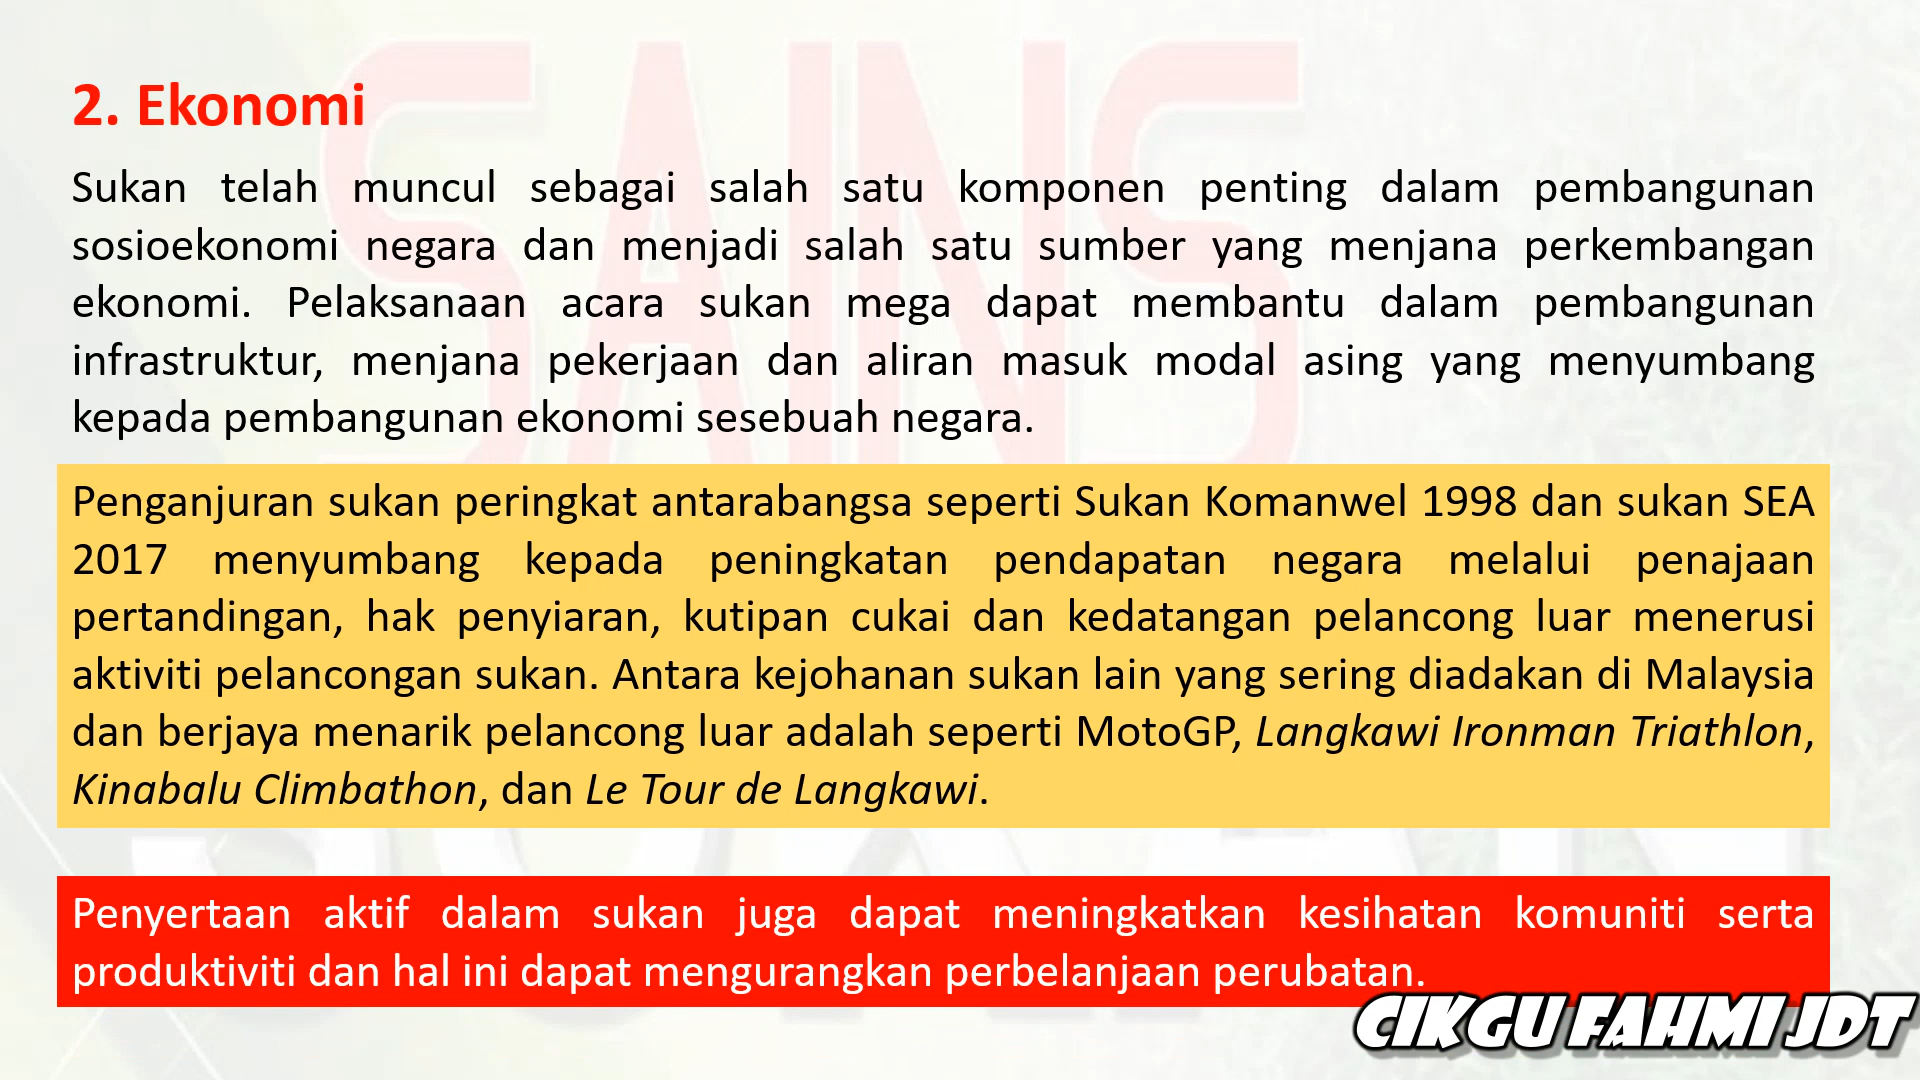 SAINS
2. Ekonomi
Sukan telah muncul sebagai salah satu komponen penting dalam pembangunan
sosioekonomi negara dan menjadi salah satu sumber yang menjana perkembangan
ekonomi. Pelaksanaan acara sukan mega dapat membantu dalam pembangunan
infrastruktur, menjana pekerjaan dan aliran masuk modal asing yang menyumbang
kepada pembangunan ekonomi sesebuah negara.
Penganjuran sukan peringkat antarabangsa seperti Sukan Komanwel 1998 dan sukan SEA
2017 menyumbang kepada peningkatan pendapatan negara melalui penajaan
pertandingan, hak penyiaran, kutipan cukai dan kedatangan pelancong luar menerusi
aktiviti pelancongan sukan. Antara kejohanan sukan lain yang sering diadakan di Malaysia
dan berjaya menarik pelancong luar adalah seperti MotoGP, Langkawi Ironman Triathlon,
Kinabalu Climbathon, dan Le Tour de Langkawi.
Penyertaan aktif dalam sukan juga dapat meningkatkan kesihatan komuniti serta
produktiviti dan hal ini dapat mengurangkan perbelanjaan perubatan.
CIKGU FAHMI JDT